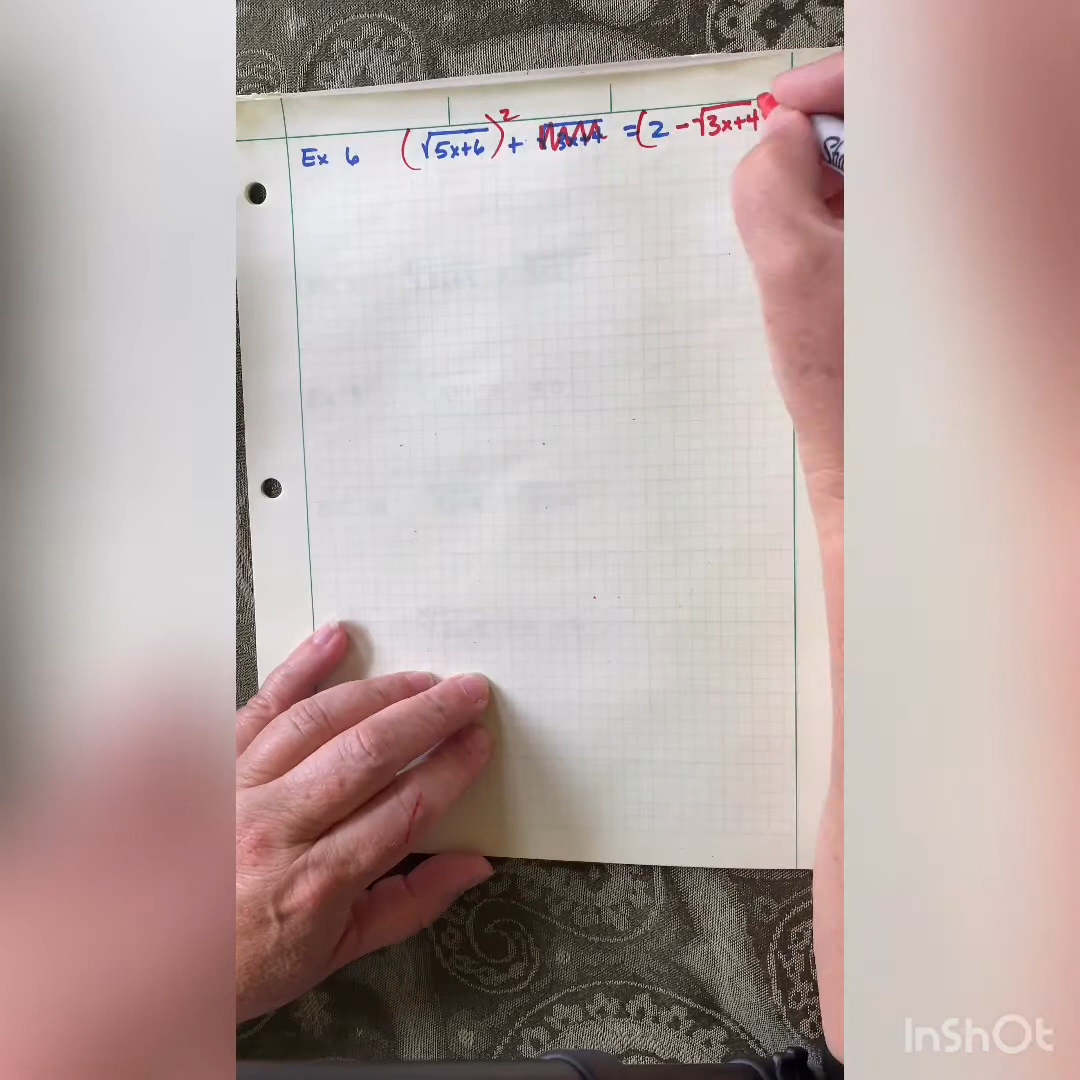 Ex 6 (√5x+6)² + √3x+4 = (2 - √3x+4
InShOt